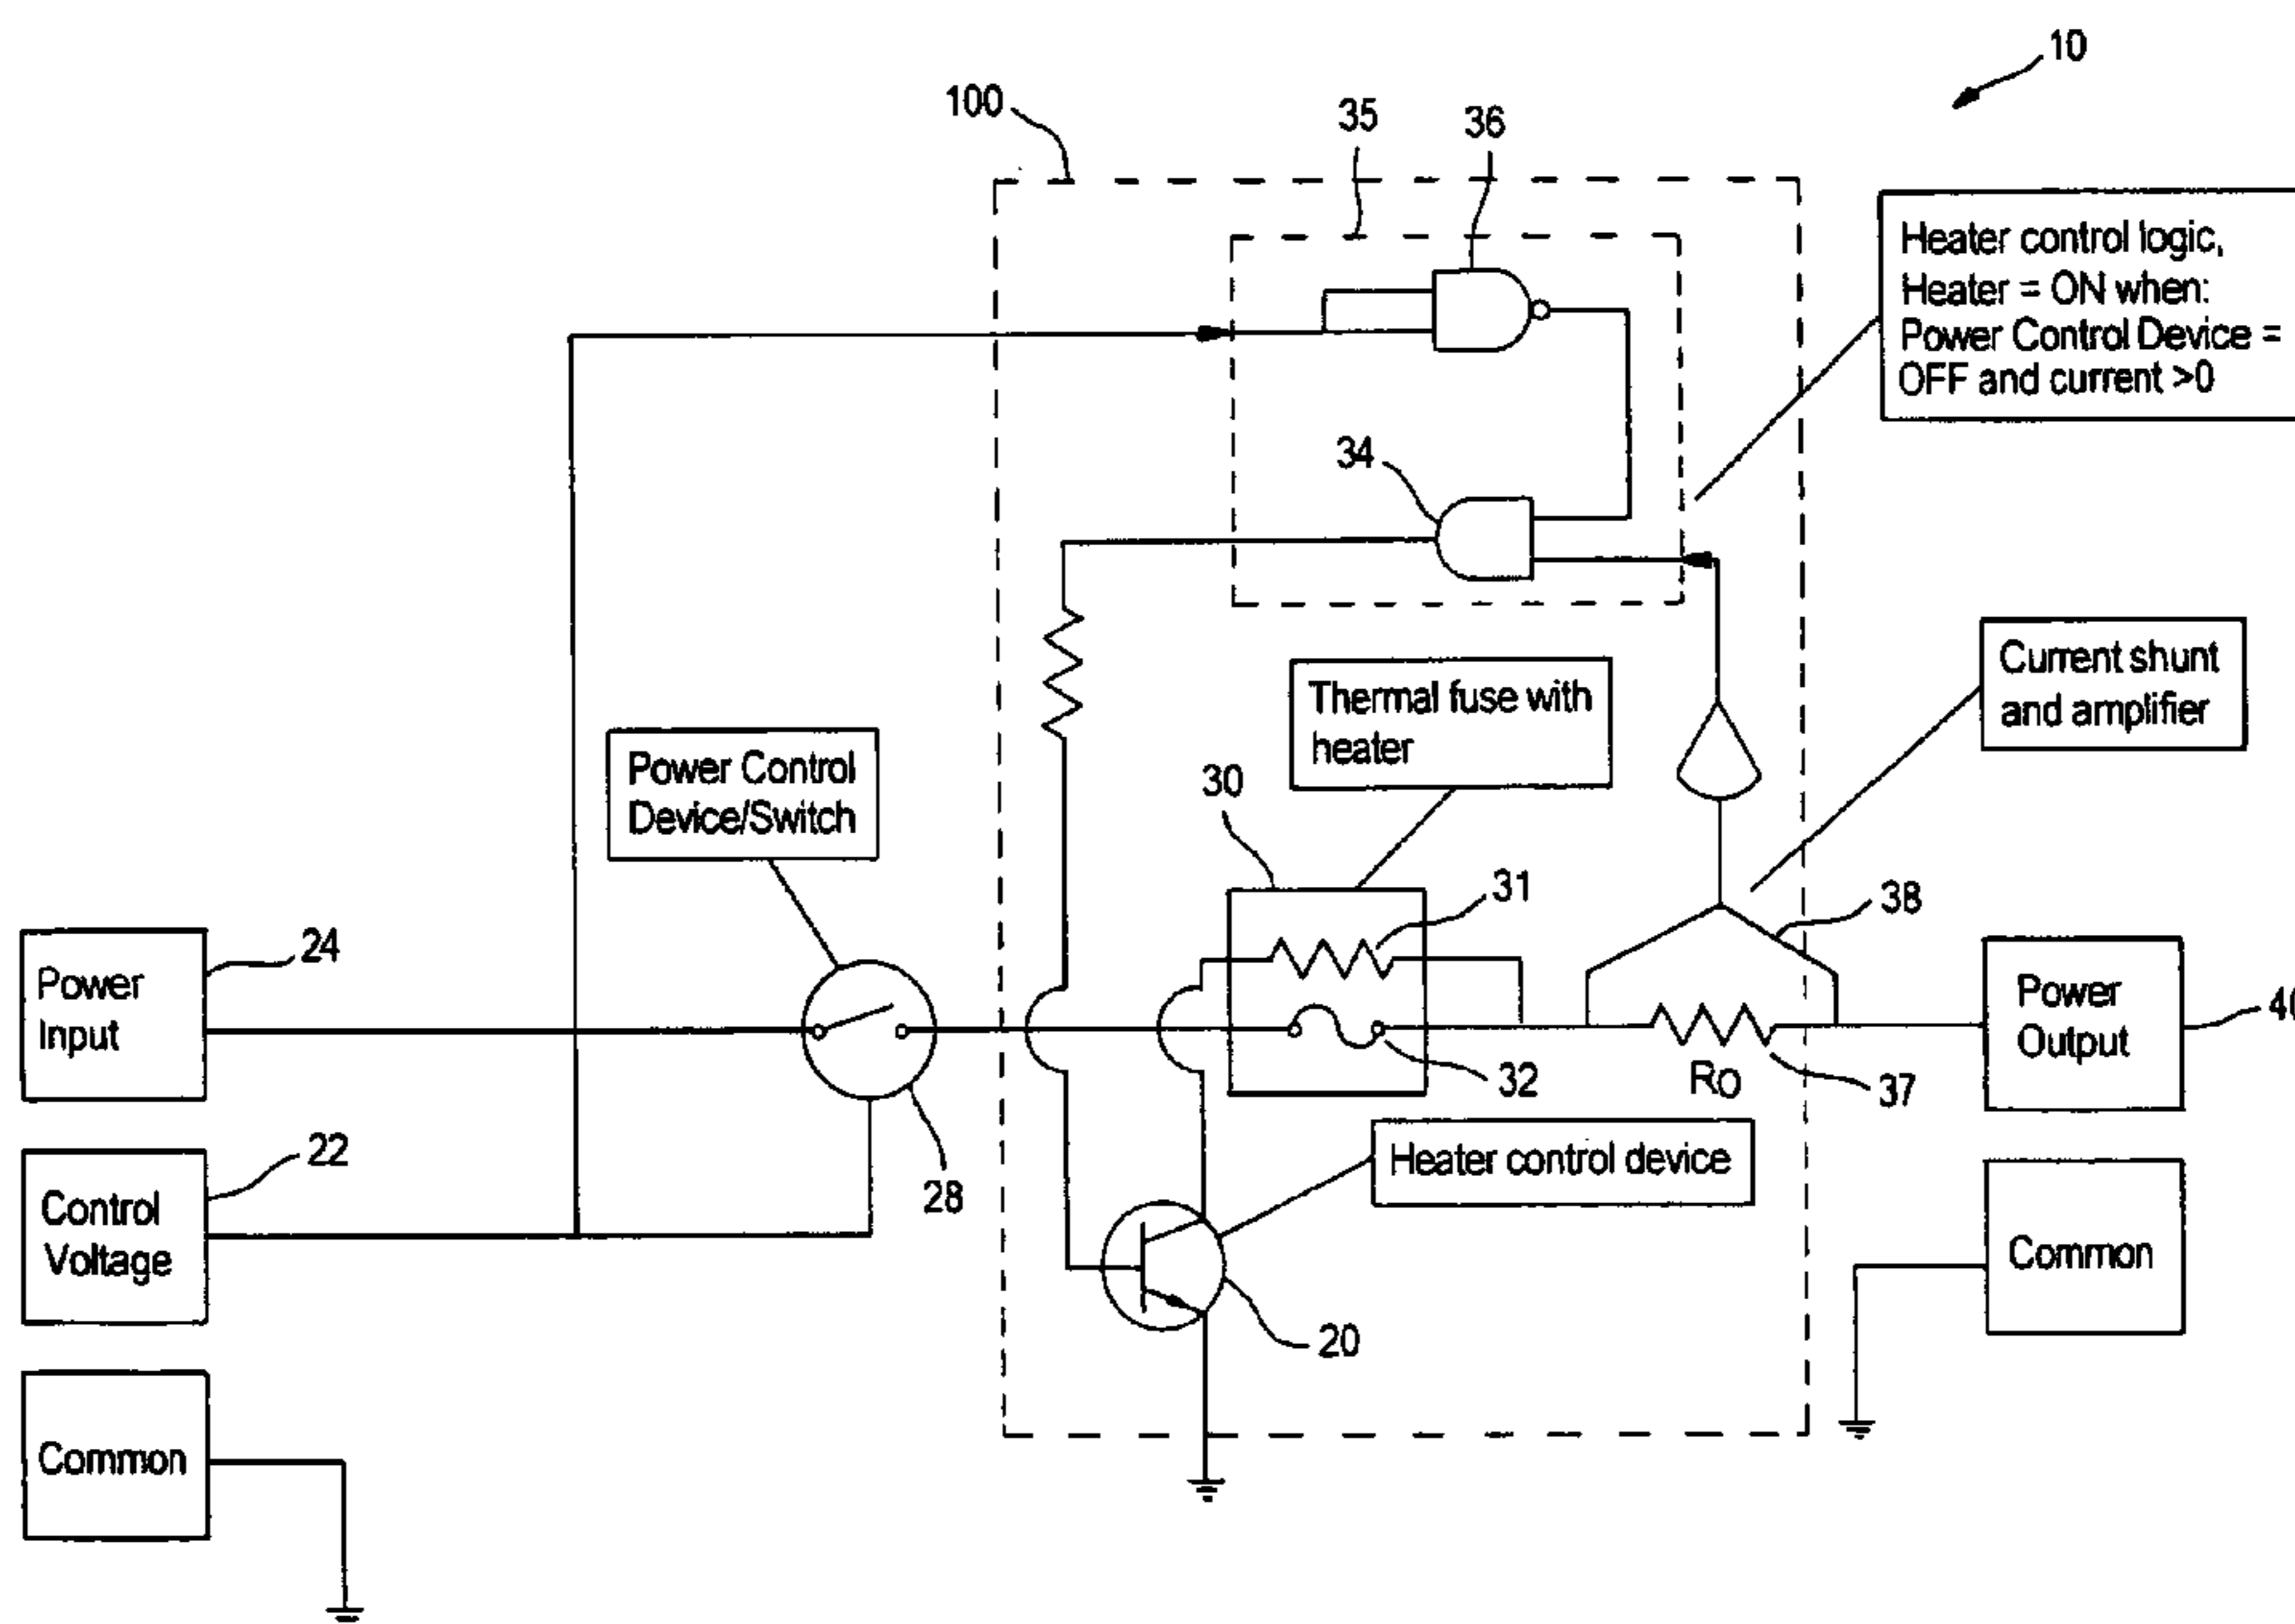 10
100
35
36
Heater control logic,
Heater = ON when:
Power Control Device =
OFF and current >0
34
Current shunt
and amplifier
Thermal fuse with
heater
Power Control
Device/Switch
30
31
38
24
Power
Input
Power
Output
32
RO
37
22
Control
Voltage
28
Heater control device
20
Common
Common